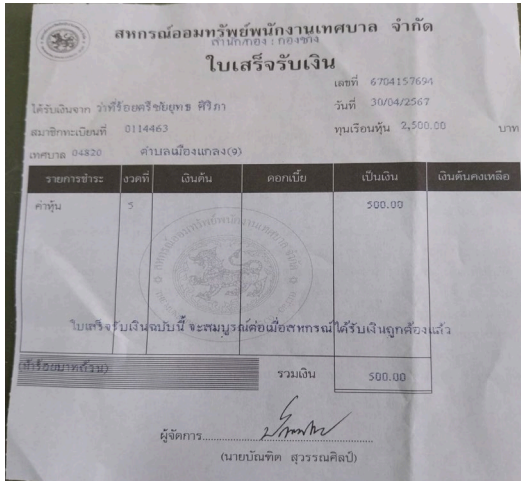 สหกรณ์ออมทรัพย์พนักงานเทศบาล จำกัด
สำนัก/กอง : กองช่าง
ใบเสร็จรับเงิน
เลขที่ 6704157694
ได้รับเงินจาก ว่าที่ร้อยตรีชัยยุทธ ศิริภา วันที่ 30/04/2567
สมาชิกทะเบียนที่ 0114463 ทุนเรือนหุ้น 2,500.00 บาท
เทศบาล 04820 ตำบลเมืองแกลง(9)
รายการชำระ งวดที่ เงินต้น ดอกเบี้ย เป็นเงิน เงินต้นคงเหลือ
ค่าหุ้น 5 500.00
ใบเสร็จรับเงินฉบับนี้ จะสมบูรณ์ต่อเมื่อสหกรณ์ได้รับเงินถูกต้องแล้ว
(ห้าร้อยบาทถ้วน) รวมเงิน 500.00
ผู้จัดการ
(นายบัณฑิต สุวรรณศิลป์)